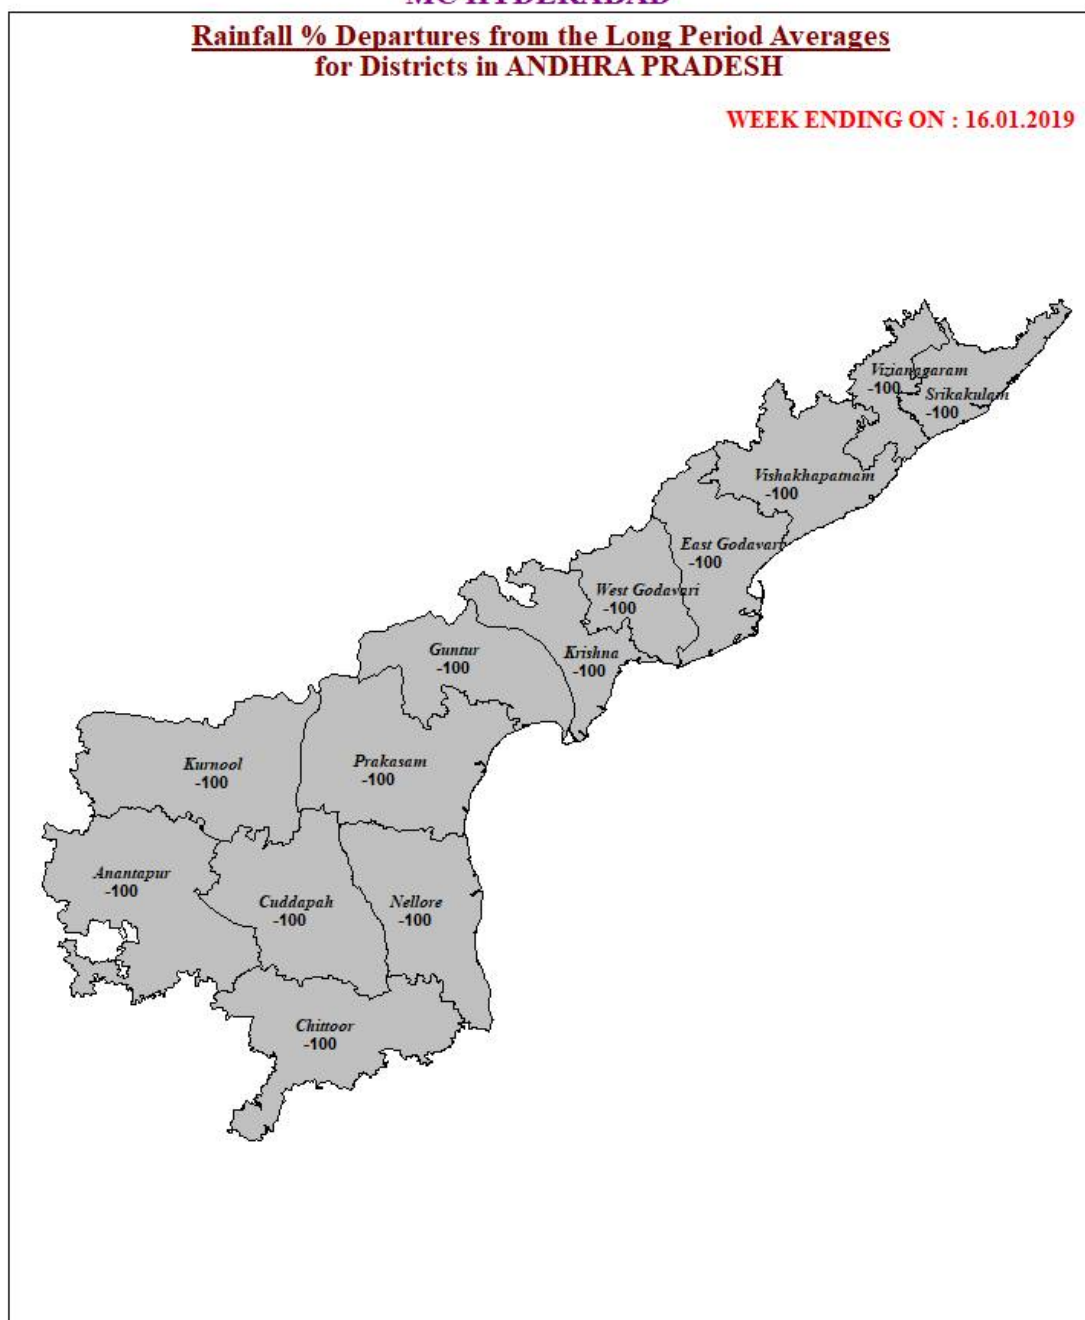 MC HYDERABAD
Rainfall % Departures from the Long Period Averages
for Districts in ANDHRA PRADESH
WEEK ENDING ON : 16.01.2019
Vizianagaram
-100
Srikakulam
-100
Vishakhapatnam
-100
East Godavari
-100
West Godavari
-100
Guntur
-100
Krishna
-100
Kurnool
-100
Prakasam
-100
Anantapur
-100
Cuddapah
-100
Nellore
-100
Chittoor
-100